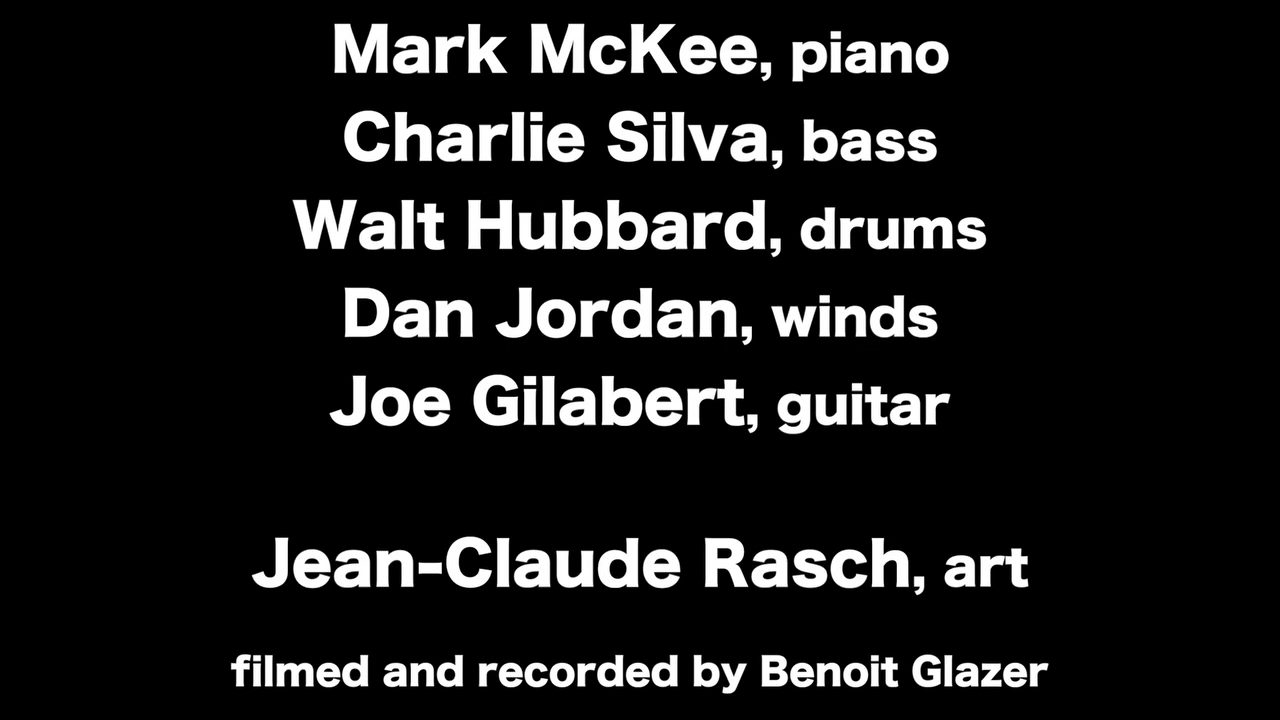 Mark McKee, piano
Charlie Silva, bass
Walt Hubbard, drums
Dan Jordan, winds
Joe Gilabert, guitar
Jean-Claude Rasch, art
filmed and recorded by Benoit Glazer